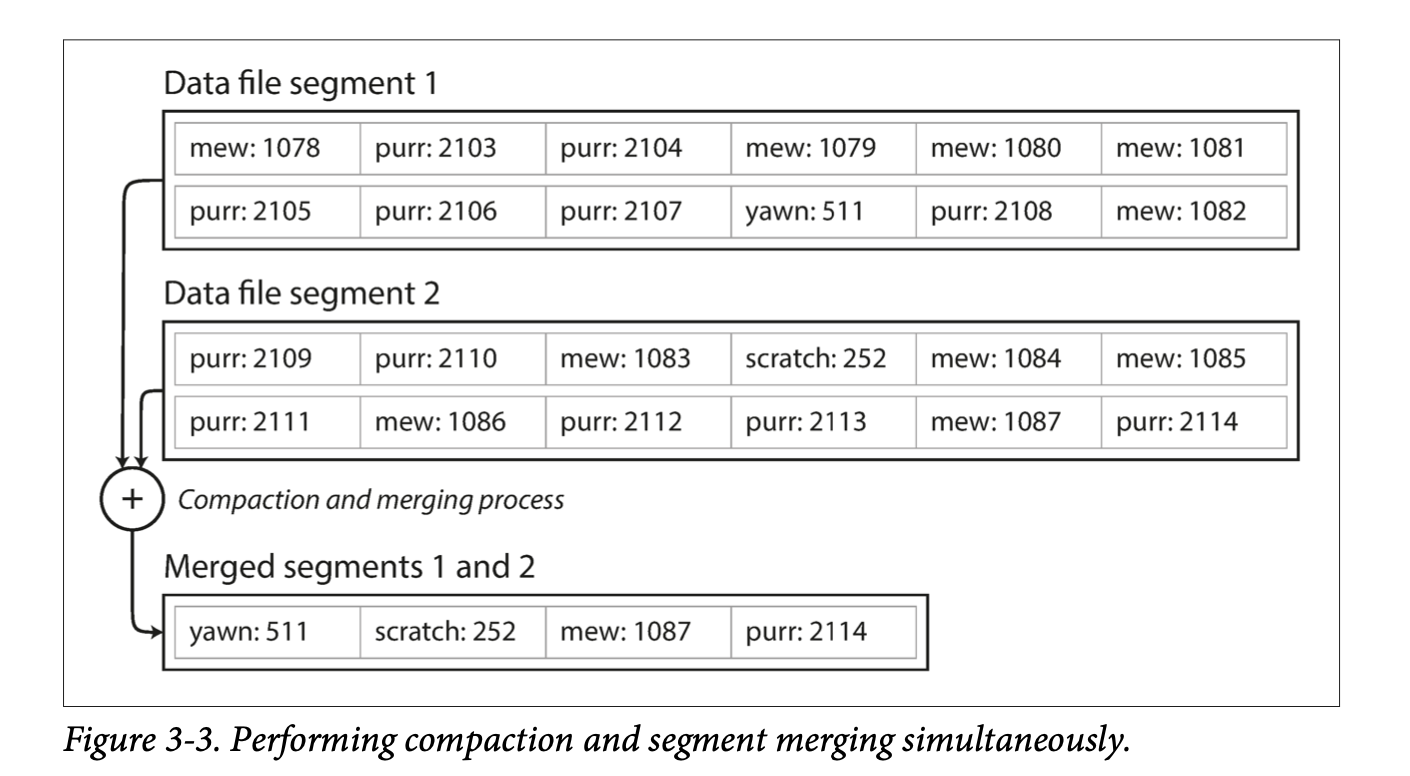 Data file segment 1
mew: 1078 purr: 2103 purr: 2104 mew: 1079 mew: 1080 mew: 1081
purr: 2105 purr: 2106 purr: 2107 yawn: 511 purr: 2108 mew: 1082
Data file segment 2
purr: 2109 purr: 2110 mew: 1083 scratch: 252 mew: 1084 mew: 1085
purr: 2111 mew: 1086 purr: 2112 purr: 2113 mew: 1087 purr: 2114
+ Compaction and merging process
Merged segments 1 and 2
yawn: 511 scratch: 252 mew: 1087 purr: 2114
Figure 3-3. Performing compaction and segment merging simultaneously.